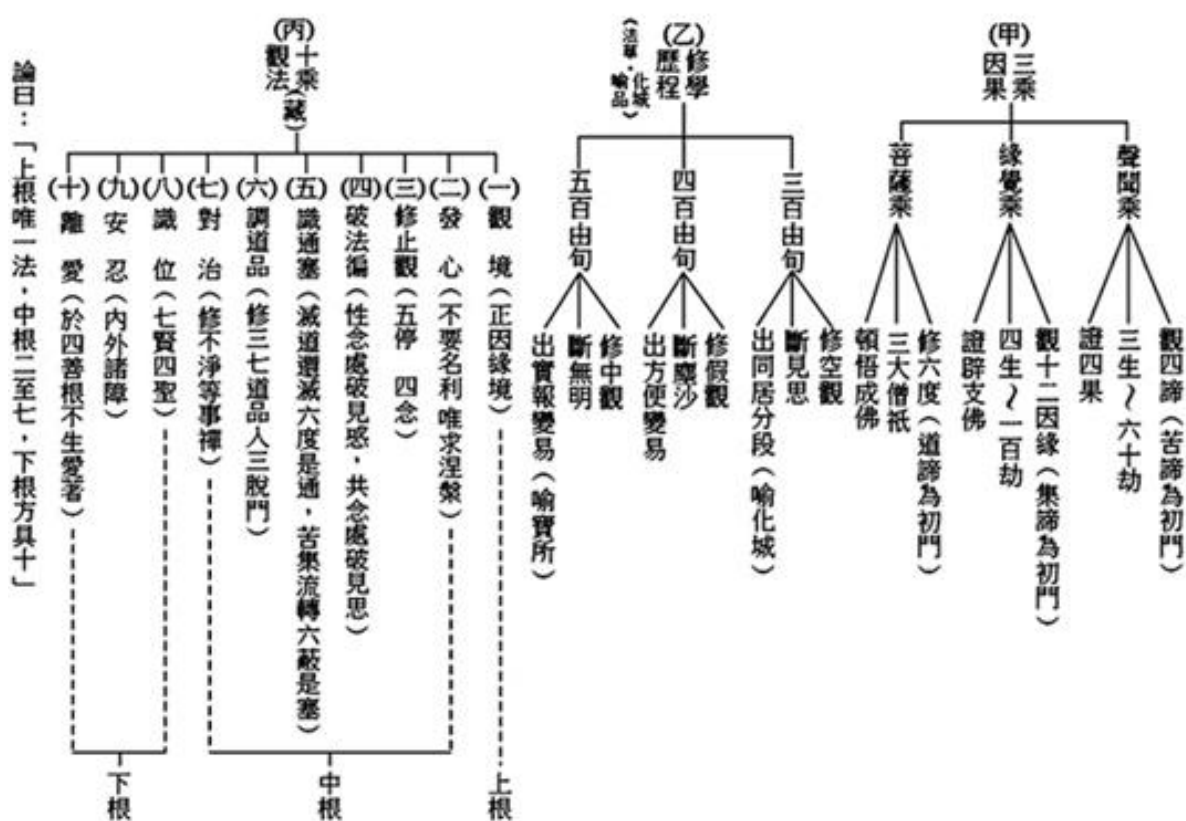 (甲)
三乘
因果
聲聞乘
觀四諦（苦諦為初門）
三生～六十劫
證四果
緣覺乘
觀十二因緣（集諦為初門）
四生～一百劫
證辟支佛
菩薩乘
修六度（道諦為初門）
三大僧祇
頓悟成佛
(乙)
修學
歷程
《法華．化城喻品》
三百由旬
修空觀
斷見思
出同居分段（喻化城）
四百由旬
修假觀
斷塵沙
出方便變易
五百由旬
修中觀
斷無明
出實報變易（喻寶所）
(丙)
十乘
觀法
（藏）
(一)觀 境（正因緣境）
(二)發 心（不要名利唯求涅槃）
(三)修止觀（五停 四念）
(四)破法徧（性念處破見惑，共念處破見思）
(五)識通塞（滅道還滅六度是通，苦集流轉六蔽是塞）
(六)調道品（修三七道品人三脫門）
(七)對 治（修不淨等事禪）
(八)識 位（七賢四聖）
(九)安 忍（內外諸障）
(十)離 愛（於四善根不生愛著）
上根
中根
下根
論曰：「上根唯一法，中根二至七，下根方具十」